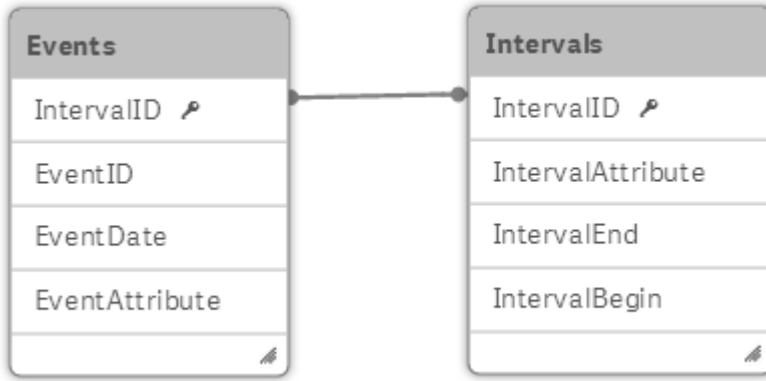 Events
IntervalID
EventID
EventDate
EventAttribute
Intervals
IntervalID
IntervalAttribute
IntervalEnd
IntervalBegin